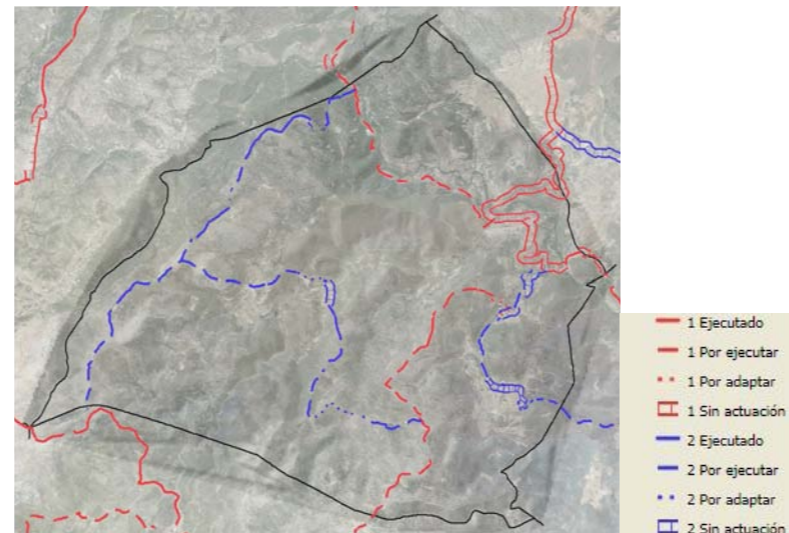 1 Ejecutado
1 Por ejecutar
1 Por adaptar
1 Sin actuación
2 Ejecutado
2 Por ejecutar
2 Por adaptar
2 Sin actuación